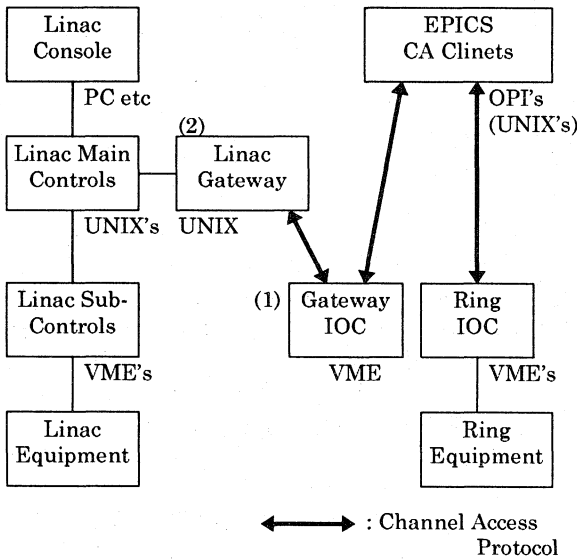 Linac
Console
EPICS
CA Clinets
PC etc
OPI's
(UNIX's)
(2)
Linac Main
Controls
Linac
Gateway
UNIX's
UNIX
Linac Sub-
Controls
(1)
Gateway
IOC
Ring
IOC
VME's
VME
VME's
Linac
Equipment
Ring
Equipment
: Channel Access
Protocol